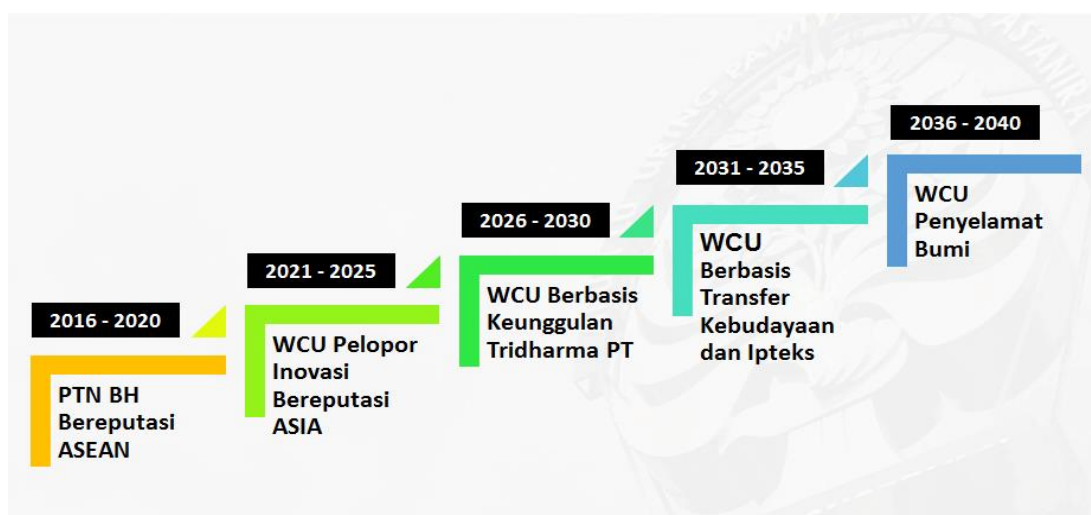 2016 - 2020
PTN BH
Bereputasi
ASEAN
2021 - 2025
WCU Pelopor
Inovasi
Bereputasi
ASIA
2026 - 2030
WCU Berbasis
Keunggulan
Tridharma PT
2031 - 2035
WCU
Berbasis
Transfer
Kebudayaan
dan Ipteks
2036 - 2040
WCU
Penyelamat
Bumi